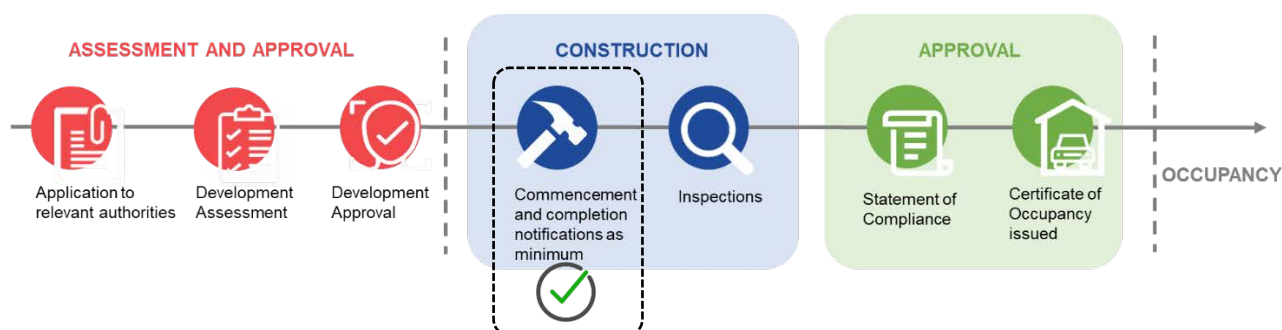 ASSESSMENT AND APPROVAL
CONSTRUCTION
APPROVAL
Application to
relevant authorities
Development
Assessment
Development
Approval
Commencement
and completion
notifications as
minimum
Inspections
Statement of
Compliance
Certificate of
Occupancy
issued
OCCUPANCY